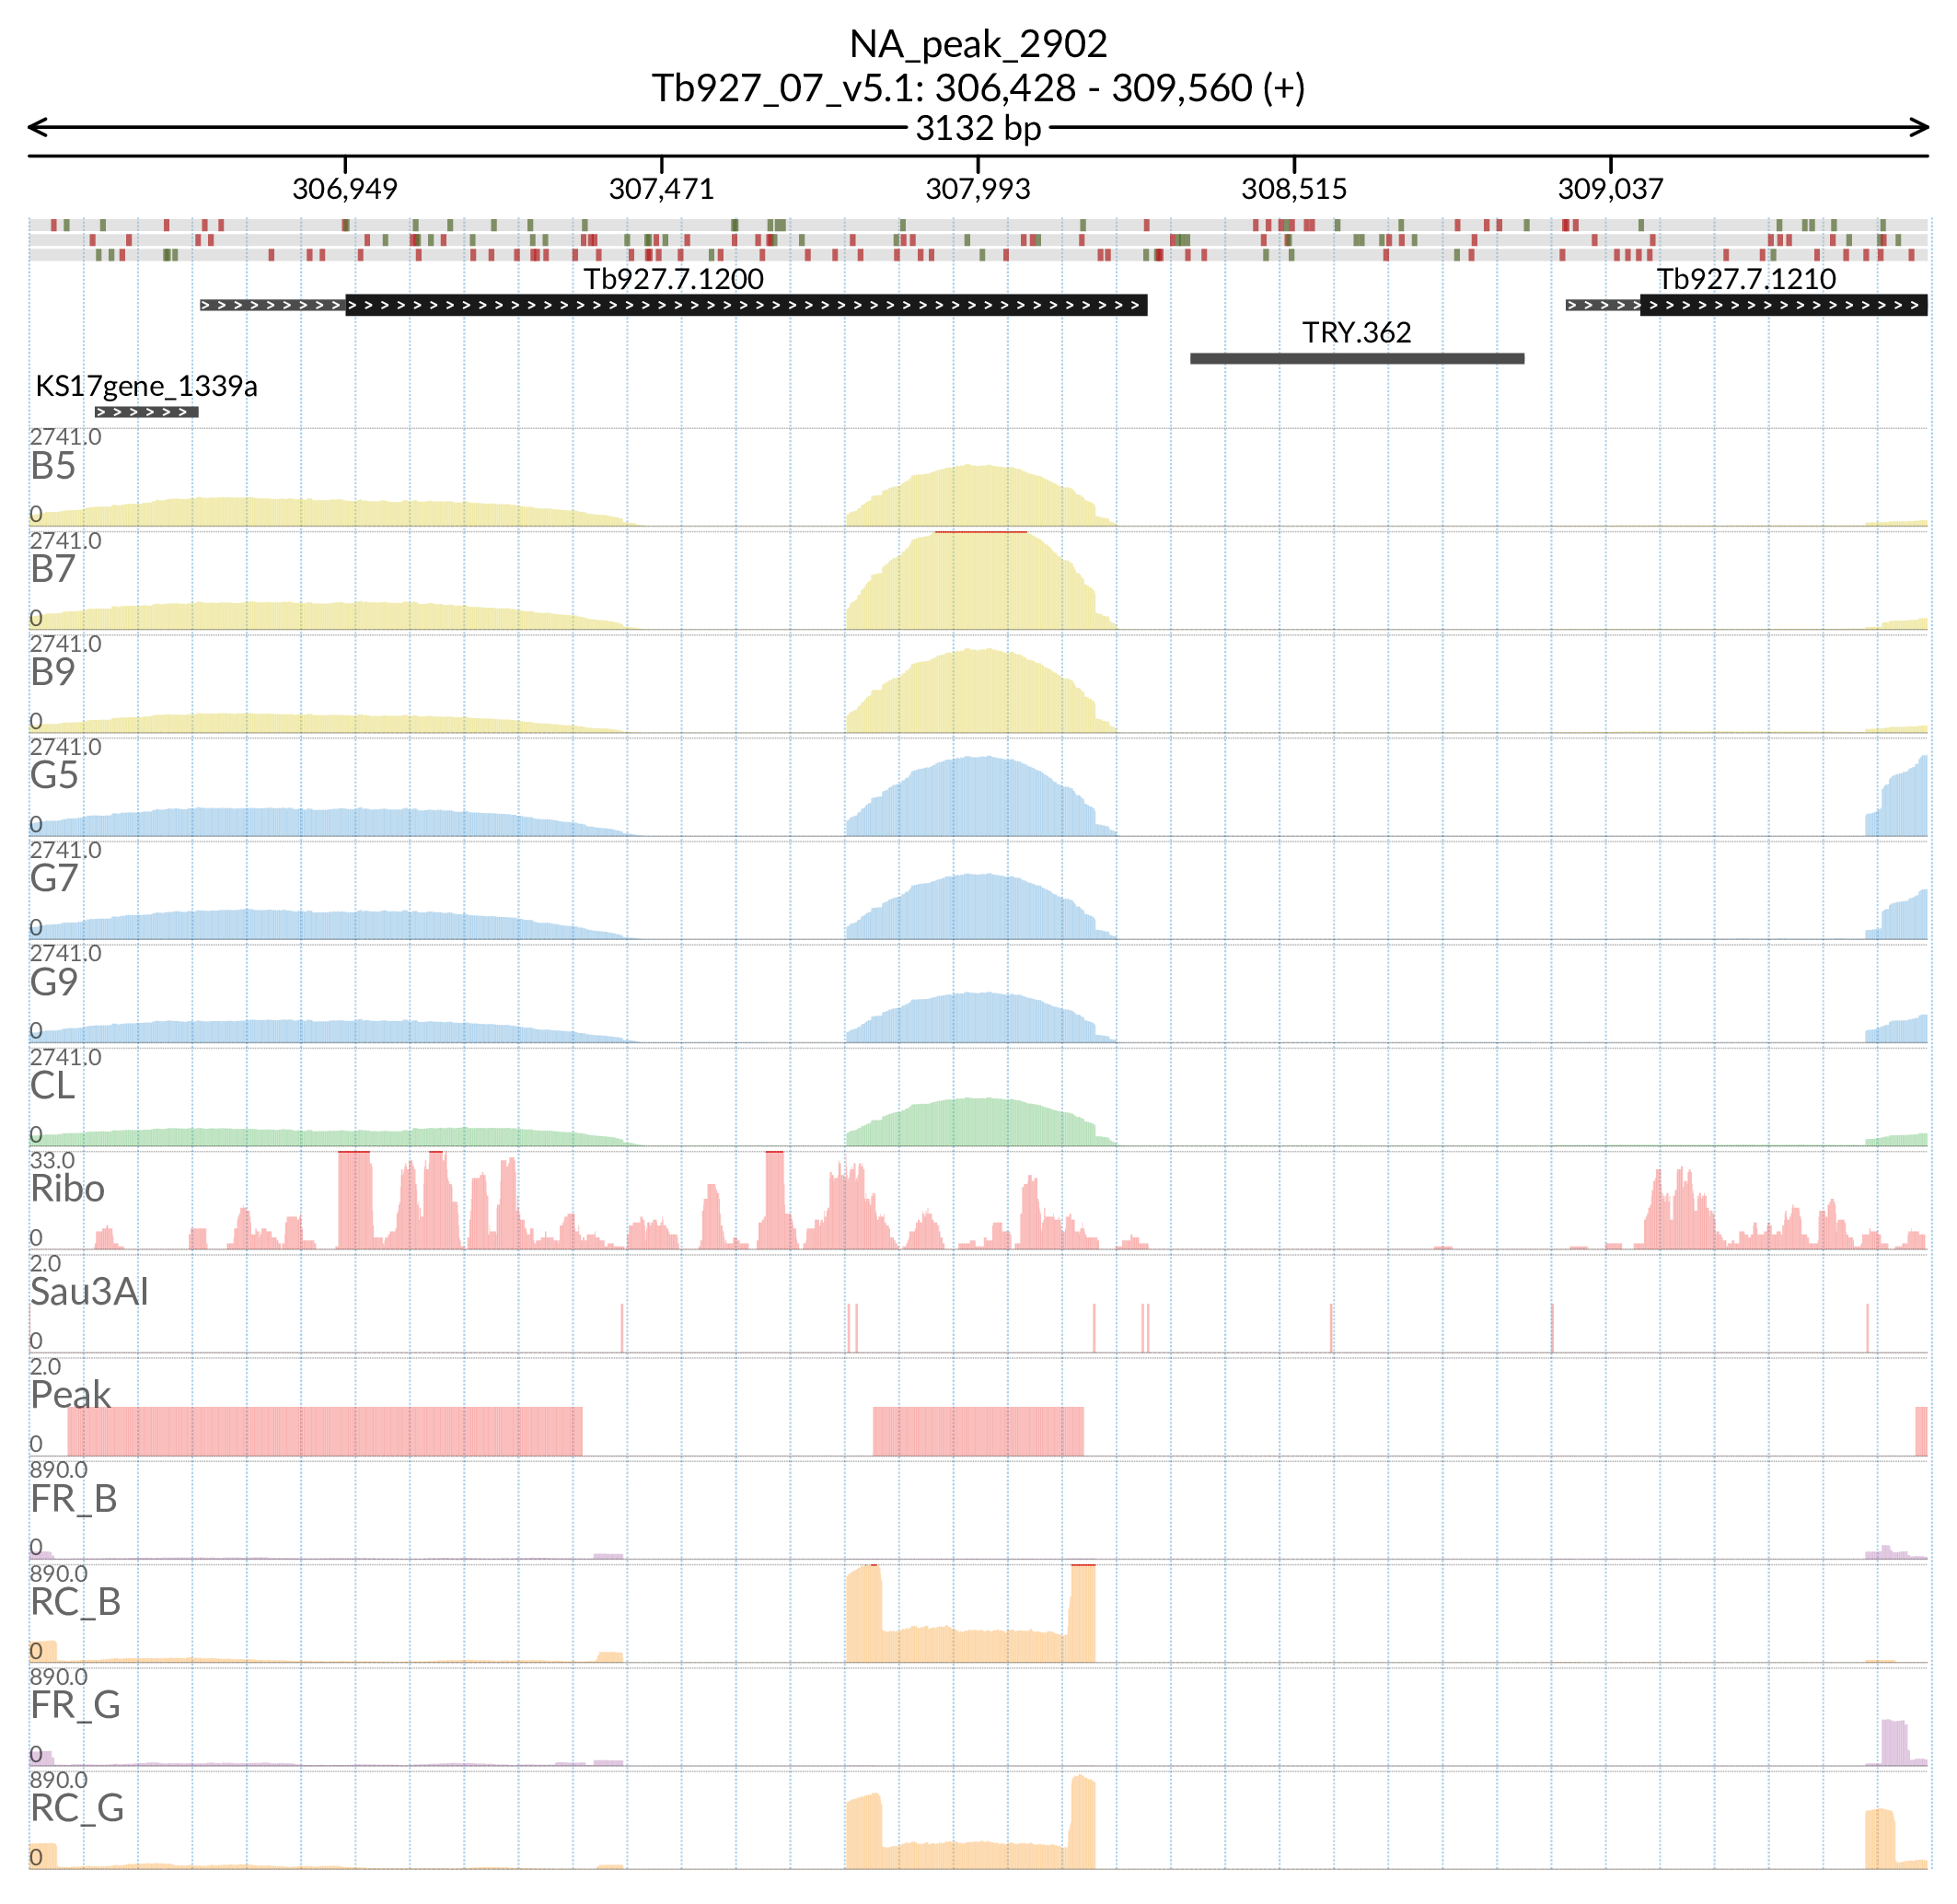 NA_peak_2902
Tb927_07_v5.1: 306,428 - 309,560 (+)
3132 bp
306,949 307,471 307,993 308,515 309,037
Tb927.7.1200 Tb927.7.1210
TRY.362
KS17gene_1339a
2741.0
B5
0
2741.0
B7
0
2741.0
B9
0
2741.0
G5
0
2741.0
G7
0
2741.0
G9
0
2741.0
CL
0
33.0
Ribo
0
2.0
Sau3AI
0
2.0
Peak
0
890.0
FR_B
0
890.0
RC_B
0
890.0
FR_G
0
890.0
RC_G
0